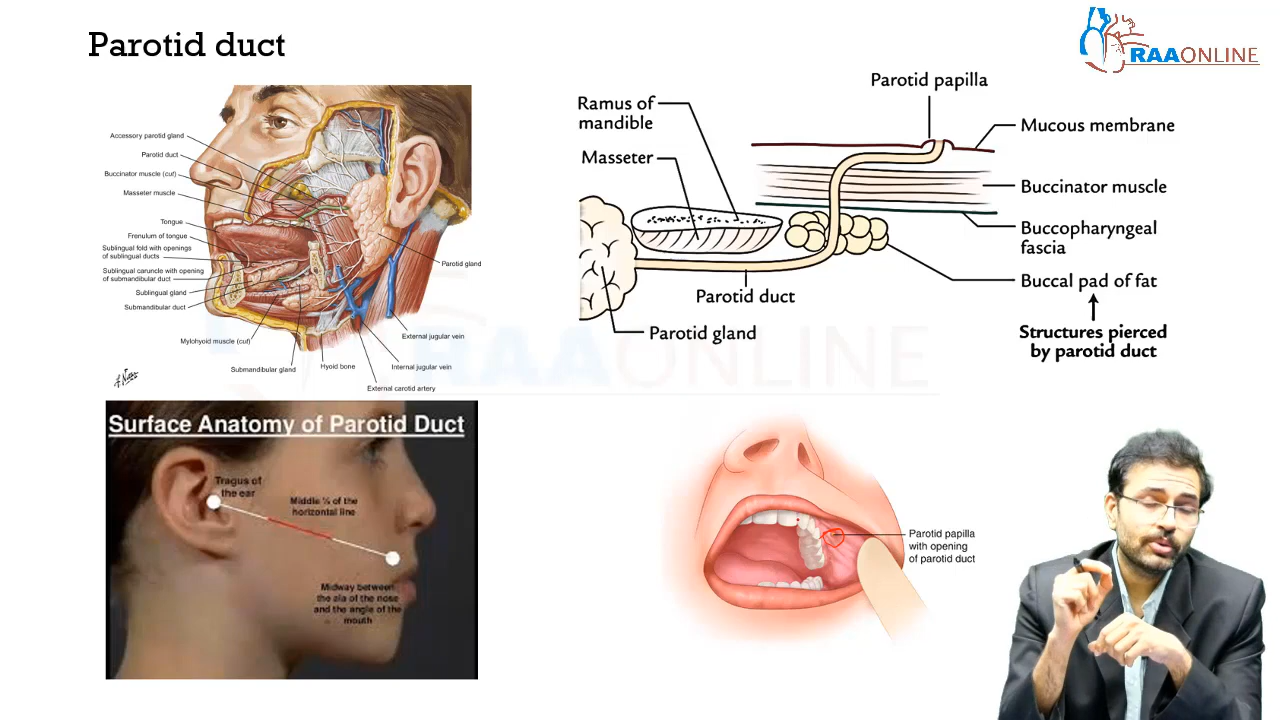 Parotid duct
RAAONLINE
Accessory parotid gland
Parotid duct
Buccinator muscle (cut)
Masseter muscle
Tongue
Frenulum of tongue
Sublingual fold with openings
of sublingual ducts
Sublingual caruncle with opening
of submandibular duct
Sublingual gland
Submandibular duct
Mylohyoid muscle (cut)
Submandibular gland
Hyoid bone
External carotid artery
Internal jugular vein
External jugular vein
Parotid gland
Ramus of
mandible
Masseter
Parotid duct
Parotid gland
Parotid papilla
Mucous membrane
Buccinator muscle
Buccopharyngeal
fascia
Buccal pad of fat
Structures pierced
by parotid duct
RAAONLINE
Surface Anatomy of Parotid Duct
Tragus of
the ear
horizontal line
Midway between
the ala of the nose
and the angle of the
mouth
Parotid papilla
with opening
of parotid duct